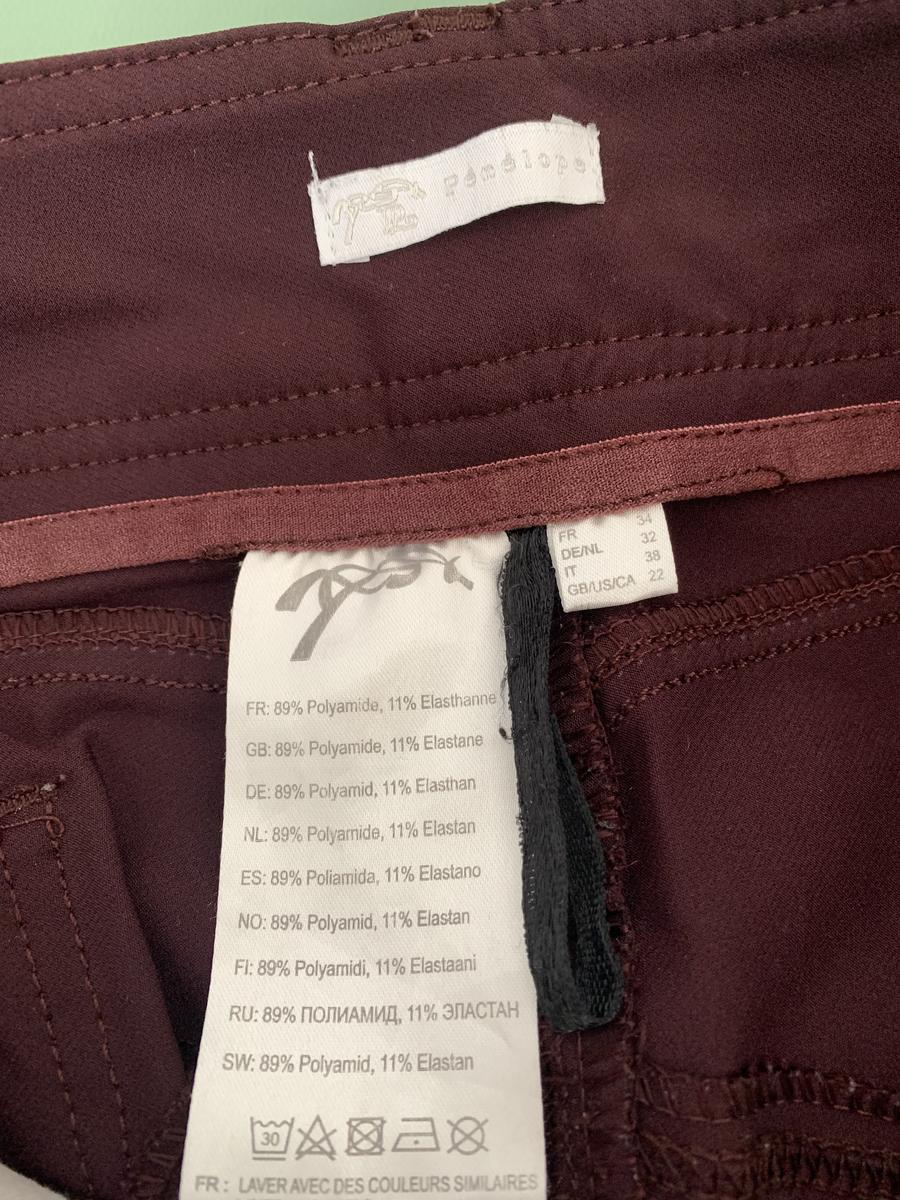 Pénélope
FR 34
DE/NL 32
IT 38
GB/US/CA 22
FR: 89% Polyamide, 11% Elasthanne
GB: 89% Polyamide, 11% Elastane
DE: 89% Polyamid, 11% Elasthan
NL: 89% Polyamide, 11% Elastan
ES: 89% Poliamida, 11% Elastano
NO: 89% Polyamid, 11% Elastan
FI: 89% Polyamidi, 11% Elastaani
RU: 89% ПОЛИАМИД, 11% ЭЛАСТАН
SW: 89% Polyamid, 11% Elastan
30
FR : LAVER AVEC DES COULEURS SIMILAIRES